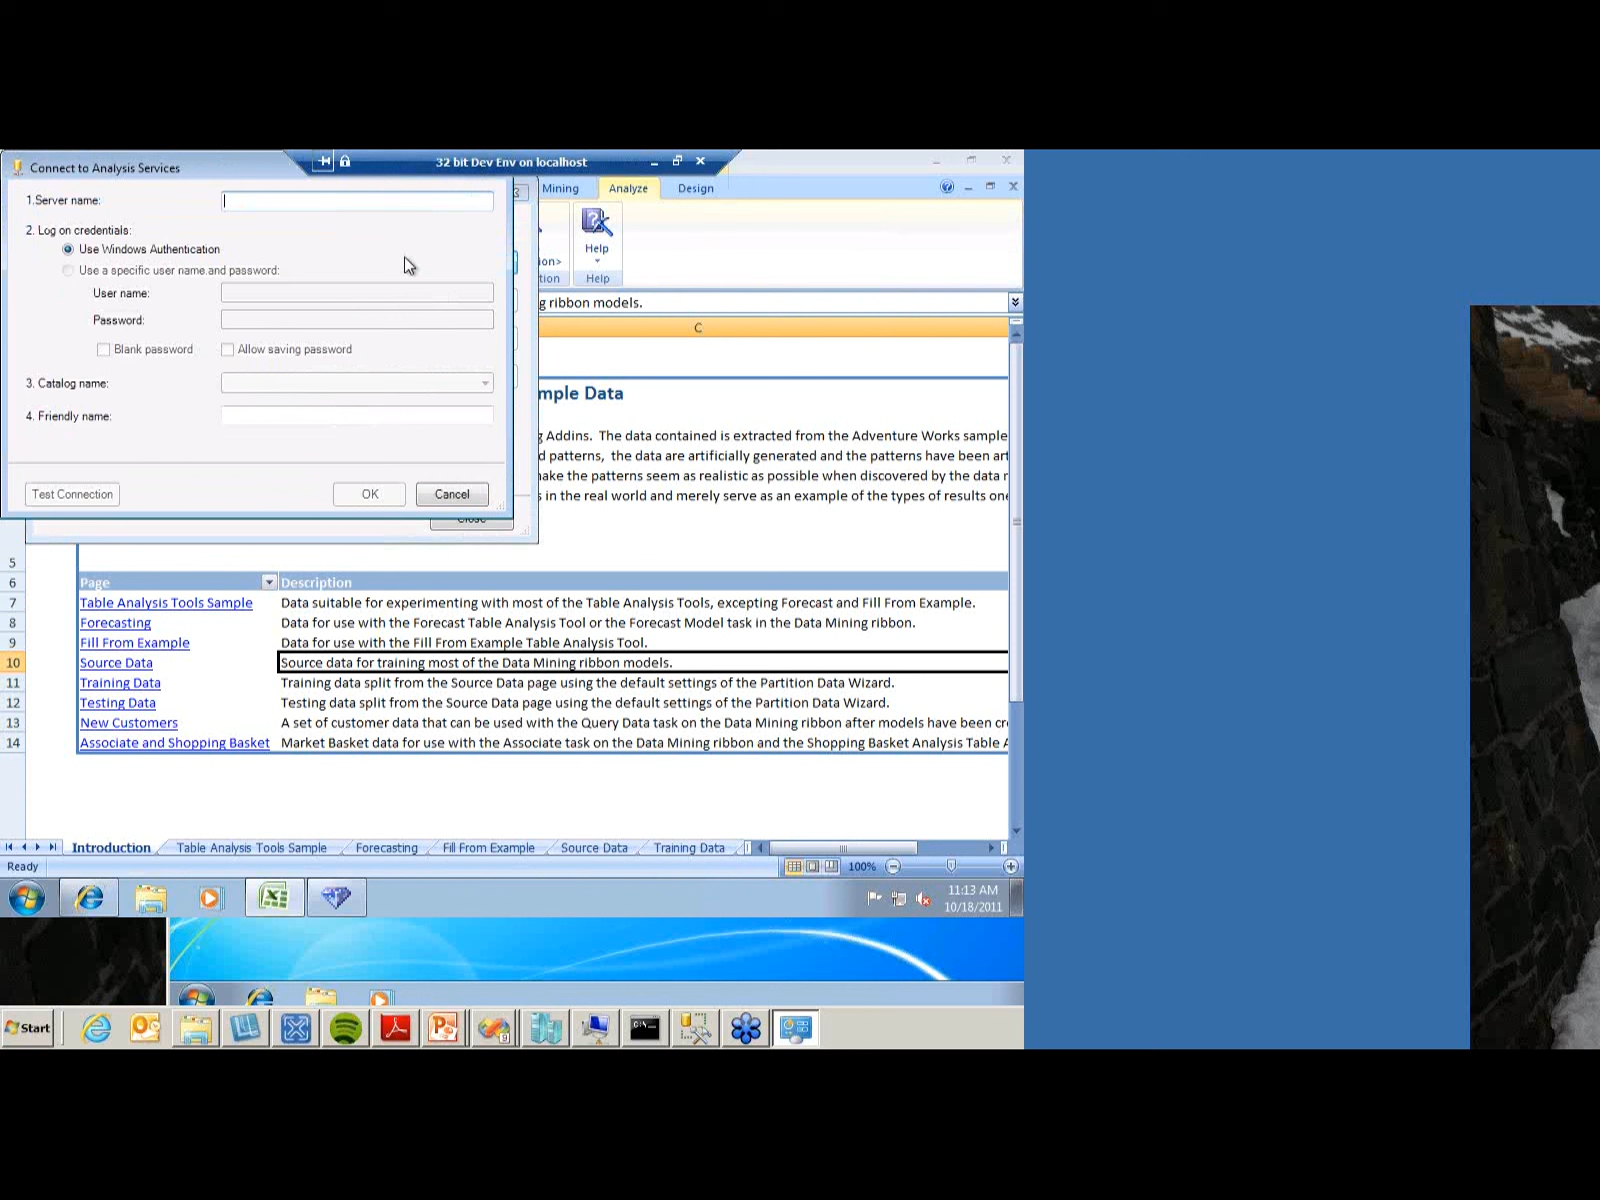 Connect to Analysis Services
32 bit Dev Env on localhost
1.Server name:
2. Log on credentials:
Use Windows Authentication
Use a specific user name and password:
User name:
Password:
Blank password
Allow saving password
3. Catalog name:
4. Friendly name:
Test Connection
OK
Cancel
Close
Mining
Analyze
Design
Help
ion>
tion
Help
g ribbon models.
C
mple Data
g Addins.  The data contained is extracted from the Adventure Works sample
d patterns,  the data are artificially generated and the patterns have been art
ake the patterns seem as realistic as possible when discovered by the data r
s in the real world and merely serve as an example of the types of results one
5
6 Page Description
7 Table Analysis Tools Sample Data suitable for experimenting with most of the Table Analysis Tools, excepting Forecast and Fill From Example.
8 Forecasting Data for use with the Forecast Table Analysis Tool or the Forecast Model task in the Data Mining ribbon.
9 Fill From Example Data for use with the Fill From Example Table Analysis Tool.
10 Source Data Source data for training most of the Data Mining ribbon models.
11 Training Data Training data split from the Source Data page using the default settings of the Partition Data Wizard.
12 Testing Data Testing data split from the Source Data page using the default settings of the Partition Data Wizard.
13 New Customers A set of customer data that can be used with the Query Data task on the Data Mining ribbon after models have been cr
14 Associate and Shopping Basket Market Basket data for use with the Associate task on the Data Mining ribbon and the Shopping Basket Analysis Table A
Introduction Table Analysis Tools Sample Forecasting Fill From Example Source Data Training Data
Ready 100%
11:13 AM
10/18/2011
Start